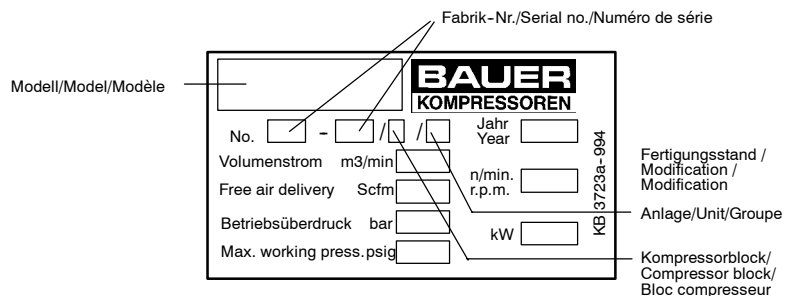 Fabrik-Nr./Serial no./Numéro de série
Modell/Model/Modèle
BAUER
KOMPRESSOREN
No. - / /
Jahr
Year
Volumenstrom m3/min
Free air delivery Scfm
n/min.
r.p.m.
Betriebsüberdruck bar
kW
Max. working press. psig
KB 3723a-994
Fertigungsstand /
Modification /
Modification
Anlage/Unit/Groupe
Kompressorblock/
Compressor block/
Bloc compresseur